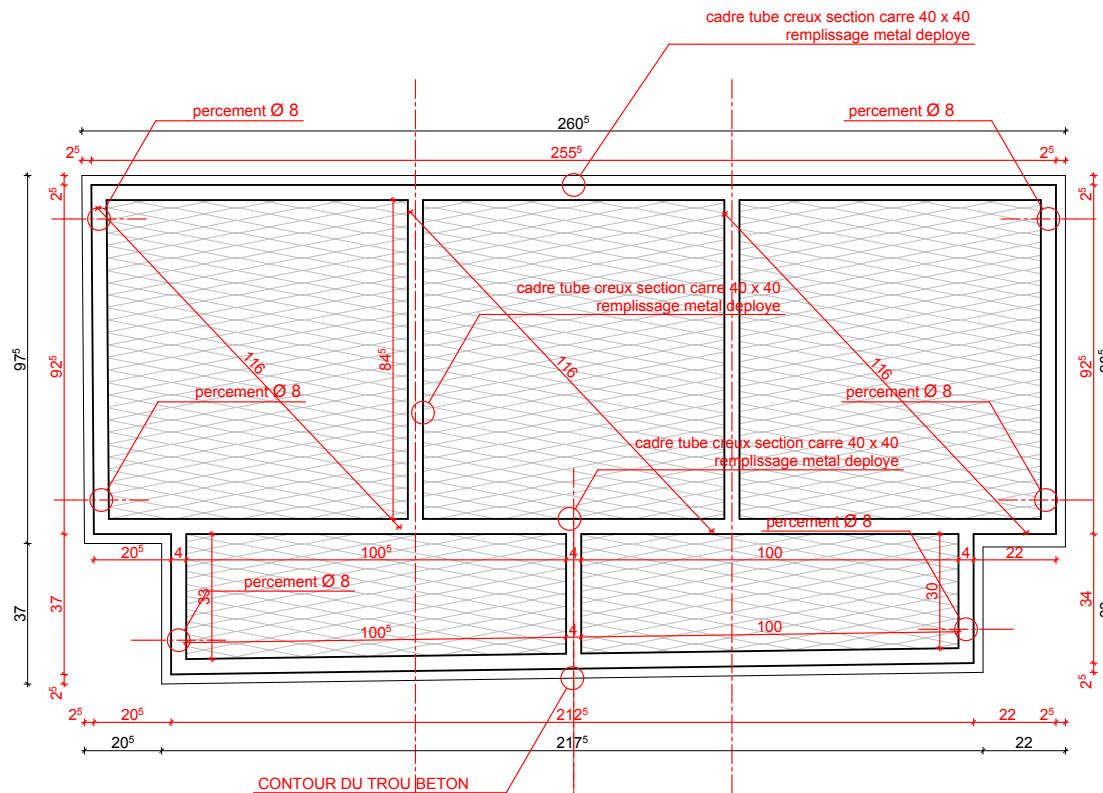 cadre tube creux section carre 40 x 40
remplissage metal deploye
percement Ø 8
percement Ø 8
260⁵
2⁵
255⁵
2⁵
2⁵
2⁵
cadre tube creux section carre 40 x 40
remplissage metal deploye
97⁵
92⁵
116
84⁵
116
116
92⁵
percement Ø 8
percement Ø 8
cadre tube creux section carre 40 x 40
remplissage metal deploye
percement Ø 8
20⁵
4
100⁵
4
100
4
22
percement Ø 8
37
37
33
30
34
100⁵
4
100
2⁵
2⁵
2⁵
20⁵
212⁵
22
2⁵
20⁵
217⁵
22
CONTOUR DU TROU BETON